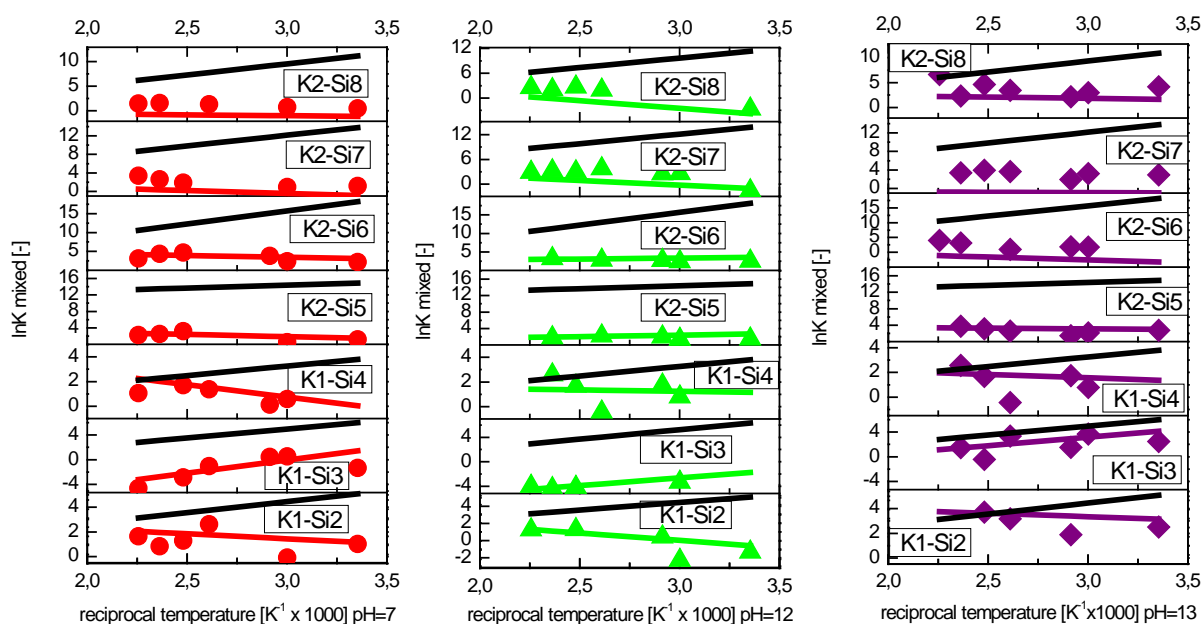 2,0 2,5 3,0 3,5
10
5
0
K2-Si8
12
8
4
0
K2-Si7
15
10
5
0
K2-Si6
16
12
8
4
0
K2-Si5
4
2
0
K1-Si4
4
0
-4
K1-Si3
4
2
0
K1-Si2
lnK mixed [-]
2,0 2,5 3,0 3,5
reciprocal temperature [K⁻¹ x 1000] pH=7
2,0 2,5 3,0 3,5
12
6
0
K2-Si8
12
8
4
0
K2-Si7
15
10
5
0
K2-Si6
16
12
8
4
0
K2-Si5
4
2
0
K1-Si4
4
0
-4
K1-Si3
4
2
0
-2
K1-Si2
lnK mixed [-]
2,0 2,5 3,0 3,5
reciprocal temperature [K⁻¹ x 1000] pH=12
2,0 2,5 3,0 3,5
10
5
0
K2-Si8
12
8
4
0
K2-Si7
15
10
5
0
K2-Si6
16
12
8
4
0
K2-Si5
4
2
0
K1-Si4
4
0
-4
K1-Si3
4
2
0
K1-Si2
lnK mixed [-]
2,0 2,5 3,0 3,5
reciprocal temperature [K⁻¹x1000] pH=13